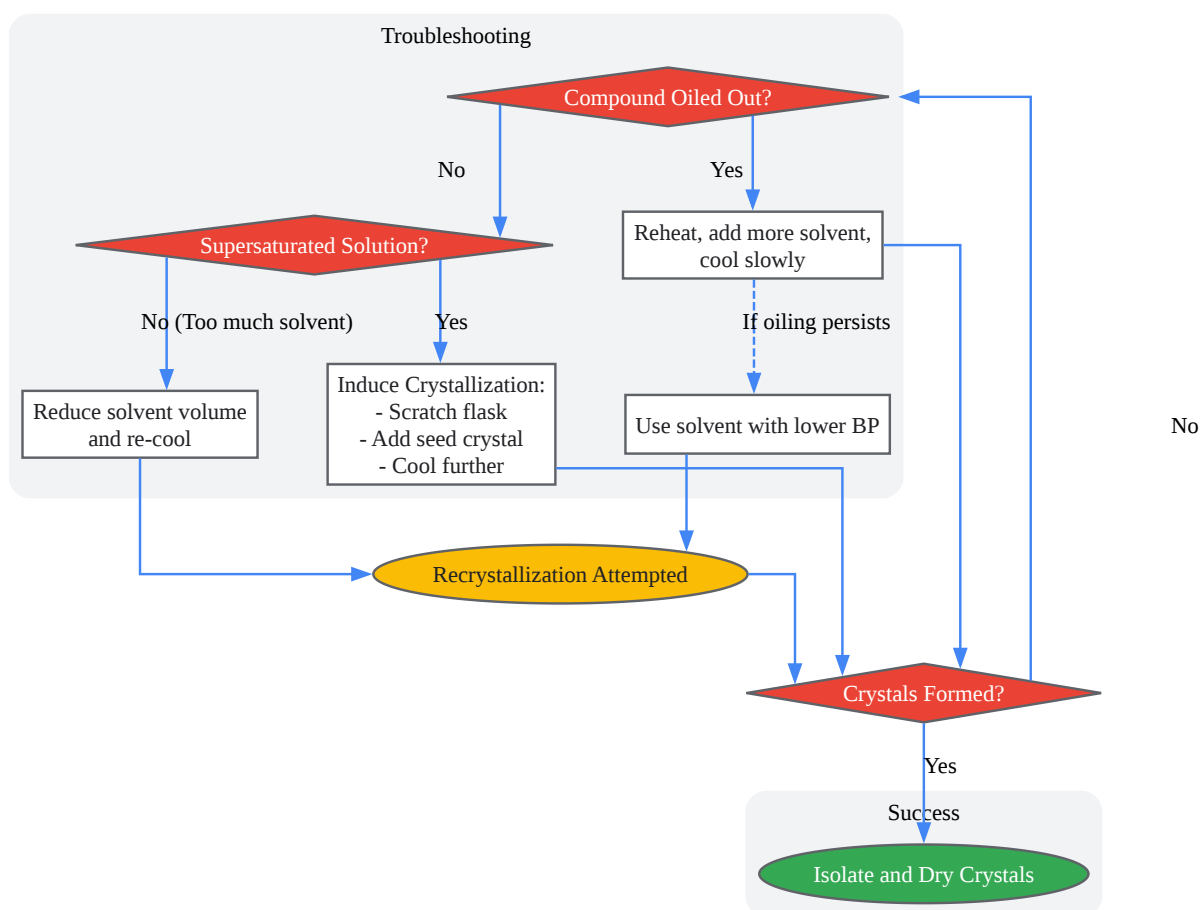 Troubleshooting
Compound Oiled Out?
No
Yes
Supersaturated Solution?
Reheat, add more solvent,
cool slowly
No (Too much solvent)
Yes
If oiling persists
Reduce solvent volume
and re-cool
Induce Crystallization:
- Scratch flask
- Add seed crystal
- Cool further
Use solvent with lower BP
No
Recrystallization Attempted
Crystals Formed?
Yes
Success
Isolate and Dry Crystals